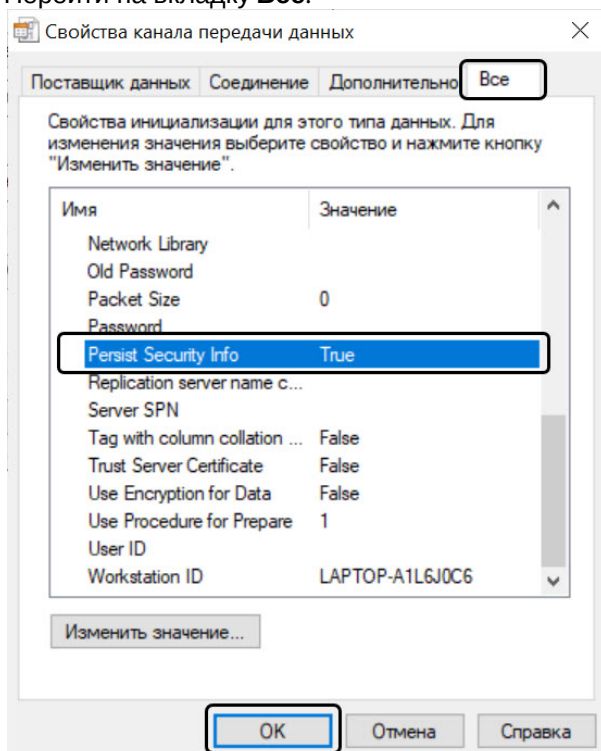 Перейти на вкладку Все.
Свойства канала передачи данных
Поставщик данных Соединение Дополнительно Все
Свойства инициализации для этого типа данных. Для
изменения значения выберите свойство и нажмите кнопку
"Изменить значение".
Имя Значение
Network Library
Old Password
Packet Size 0
Password
Persist Security Info True
Replication server name c...
Server SPN
Tag with column collation ... False
Trust Server Certificate False
Use Encryption for Data False
Use Procedure for Prepare 1
User ID
Workstation ID LAPTOP-A1L6J0C6
Изменить значение...
OK Отмена Справка